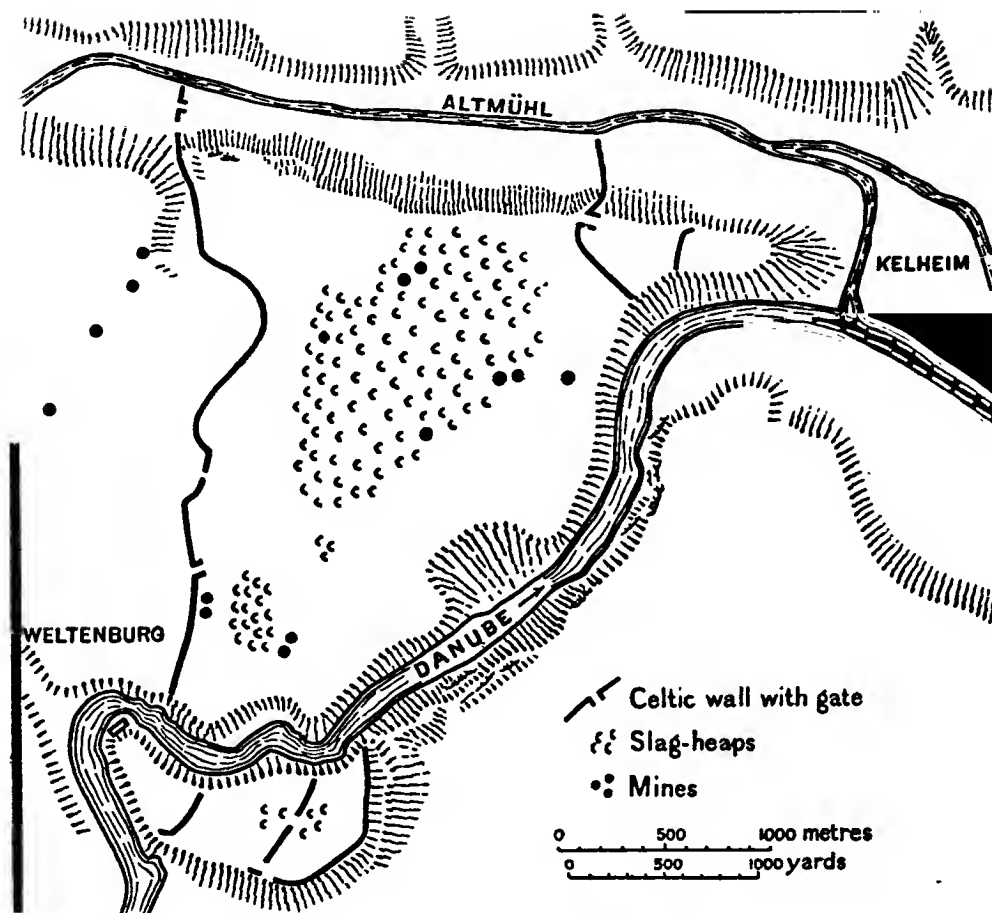 ALTMÜHL
KELHEIM
WELTENBURG
DANUBE →
Celtic wall with gate
Slag-heaps
Mines
0 500 1000 metres
0 500 1000 yards